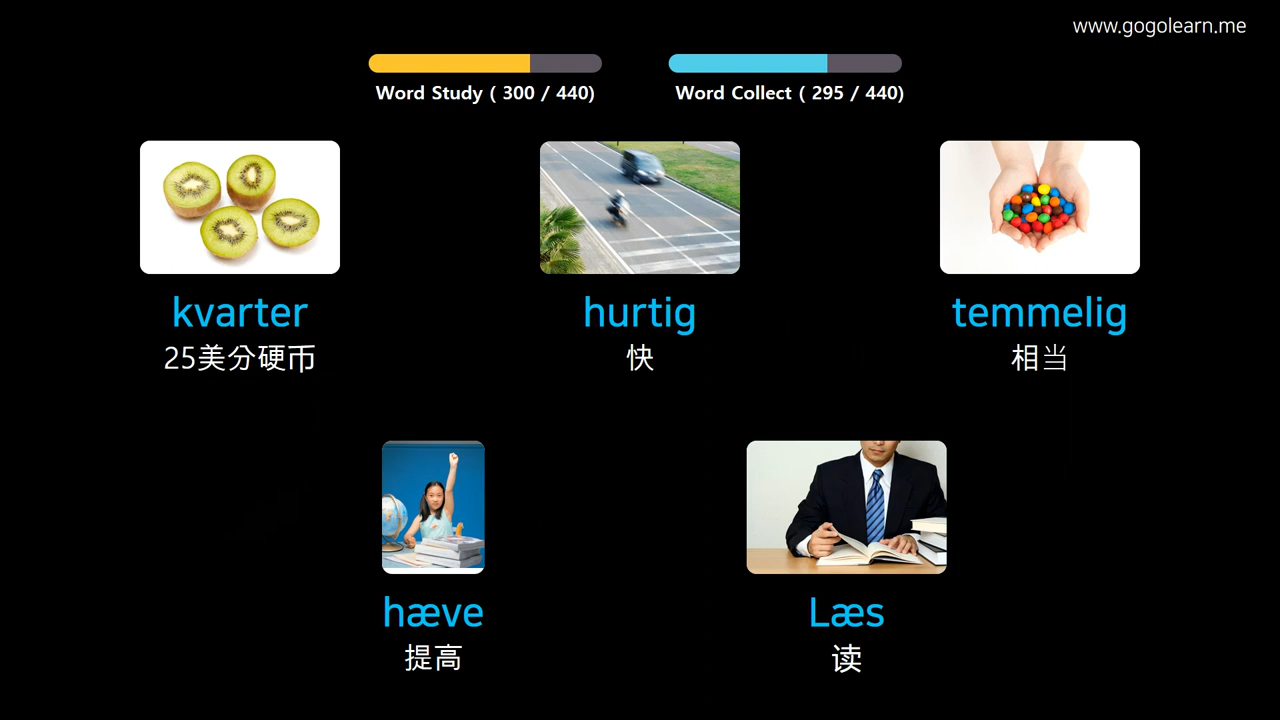 www.gogolearn.me
Word Study ( 300 / 440)
Word Collect ( 295 / 440)
kvarter
25美分硬币
hurtig
快
temmelig
相当
hæve
提高
Læs
读